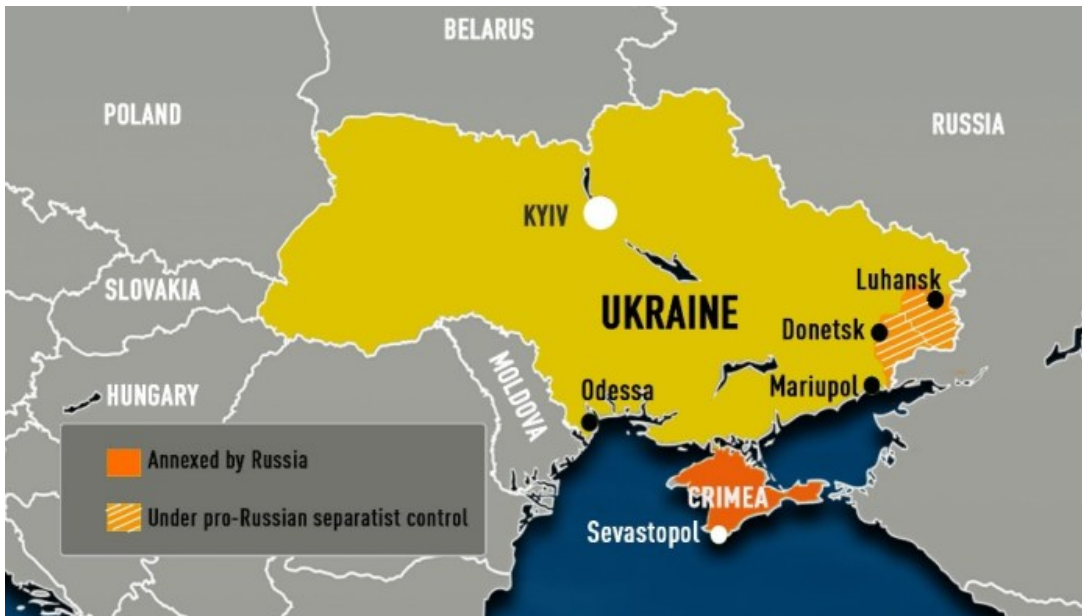 BELARUS
POLAND
RUSSIA
KYIV
SLOVAKIA
Luhansk
UKRAINE
Donetsk
MOLDOVA
HUNGARY
Odessa
Mariupol
Annexed by Russia
CRIMEA
Under pro-Russian separatist control
Sevastopol